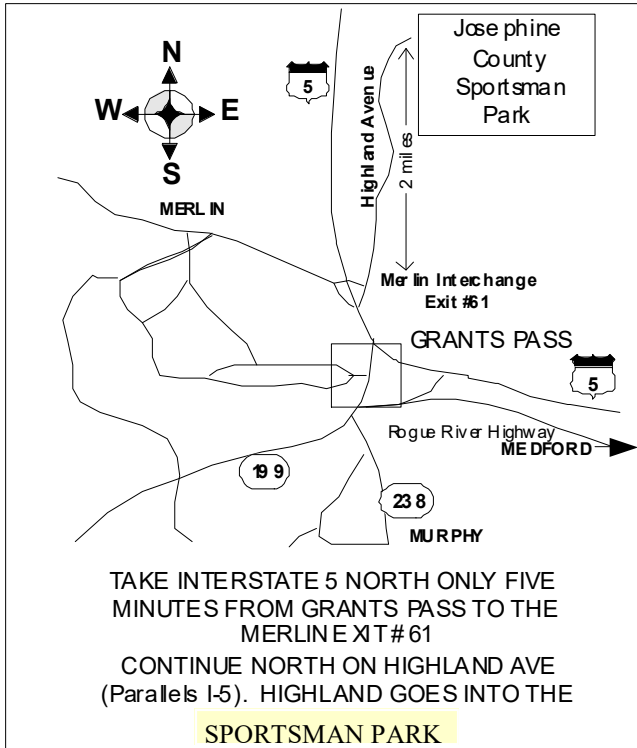 Josephine
County
Sportsman
Park
N
W
E
S
5
Highland Avenue
2 miles
MERLIN
Merlin Interchange
Exit #61
GRANTS PASS
5
Rogue River Highway
MEDFORD
199
238
MURPHY
TAKE INTERSTATE 5 NORTH ONLY FIVE
MINUTES FROM GRANTS PASS TO THE
MERLIN EXIT # 61
CONTINUE NORTH ON HIGHLAND AVE
(Parallels I-5). HIGHLAND GOES INTO THE
SPORTSMAN PARK